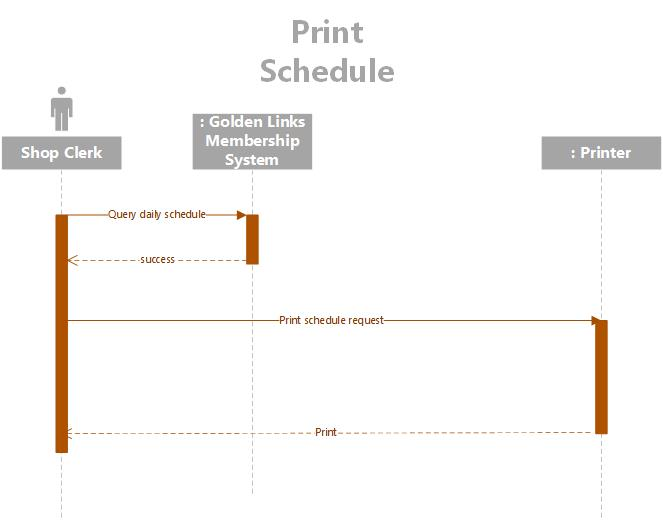 Print
Schedule
Shop Clerk
: Golden Links
Membership
System
: Printer
Query daily schedule
success
Print schedule request
Print